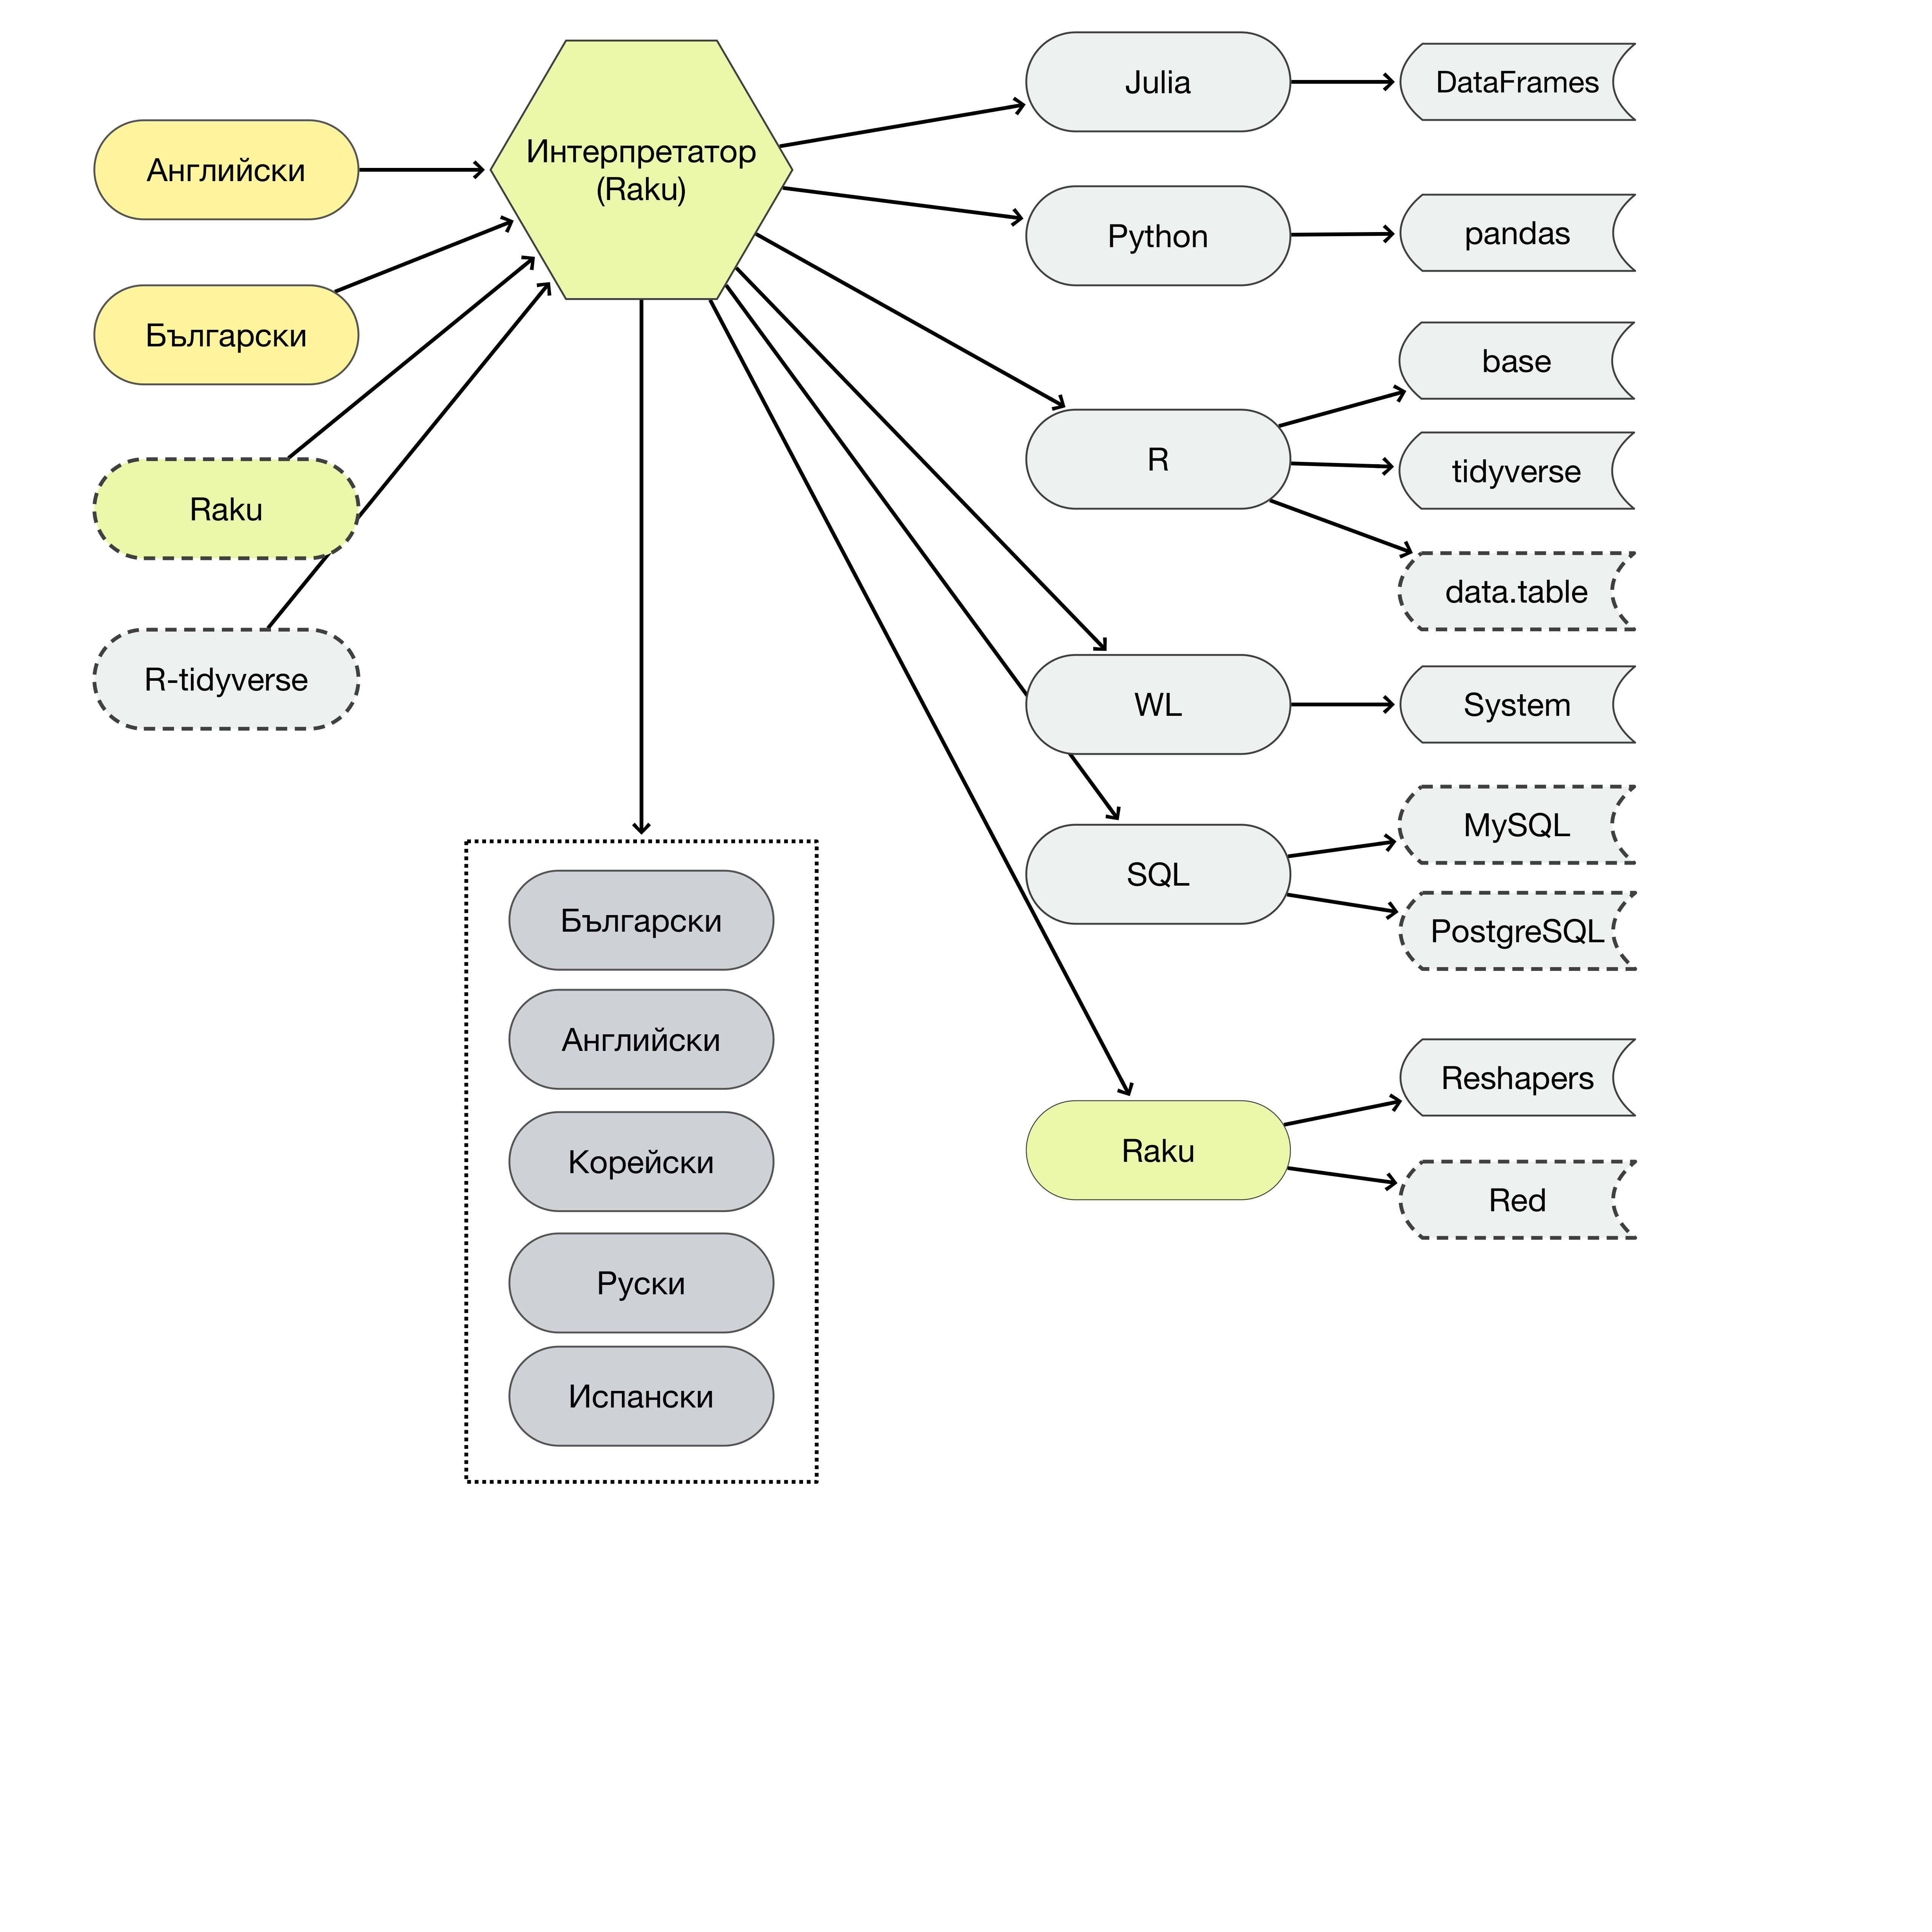 Английски
Български
Raku
R-tidyverse
Интерпретатор
(Raku)
Български
Английски
Корейски
Руски
Испански
Julia
DataFrames
Python
pandas
R
base
tidyverse
data.table
WL
System
SQL
MySQL
PostgreSQL
Raku
Reshapers
Red